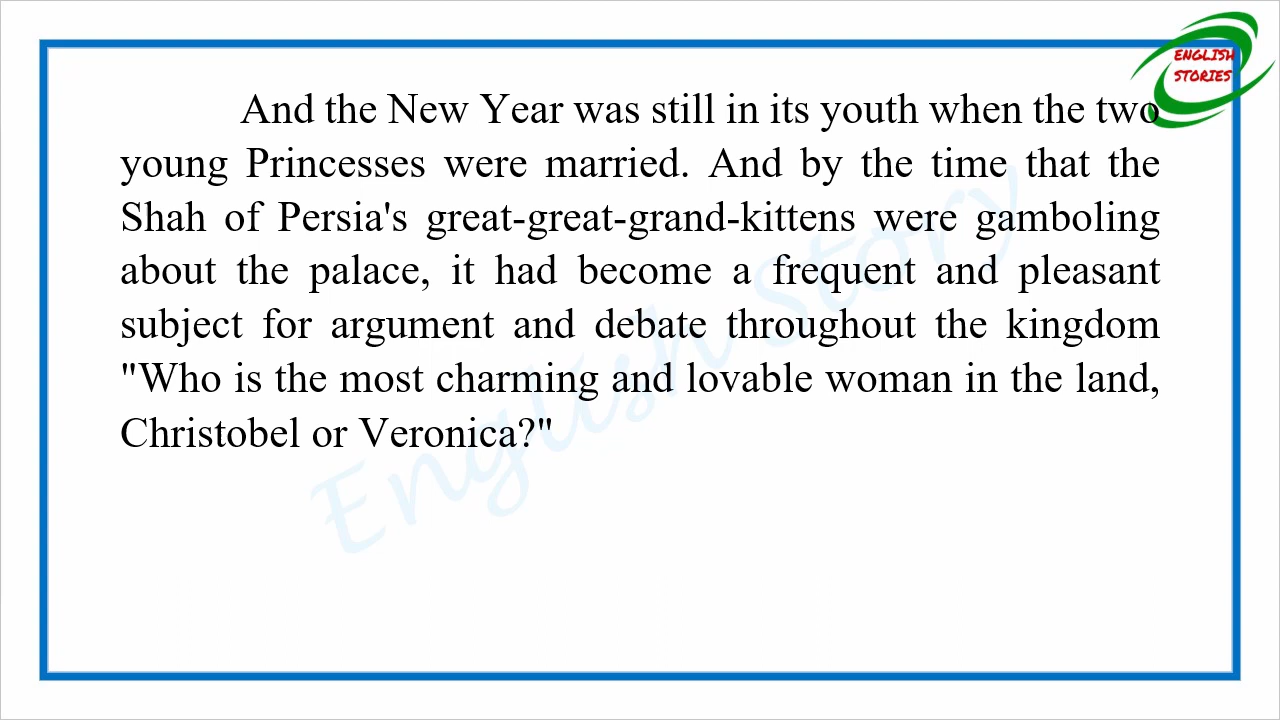 ENGLISH
STORIES
And the New Year was still in its youth when the two
young Princesses were married. And by the time that the
Shah of Persia's great-great-grand-kittens were gamboling
about the palace, it had become a frequent and pleasant
subject for argument and debate throughout the kingdom
"Who is the most charming and lovable woman in the land,
Christobel or Veronica?"
English Story